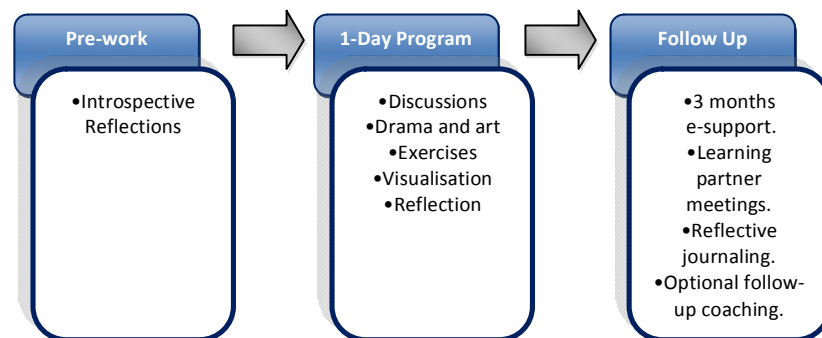 Pre-work
•Introspective
Reflections
1-Day Program
•Discussions
•Drama and art
•Exercises
•Visualisation
•Reflection
Follow Up
•3 months
e-support.
•Learning
partner
meetings.
•Reflective
journaling.
•Optional follow-
up coaching.